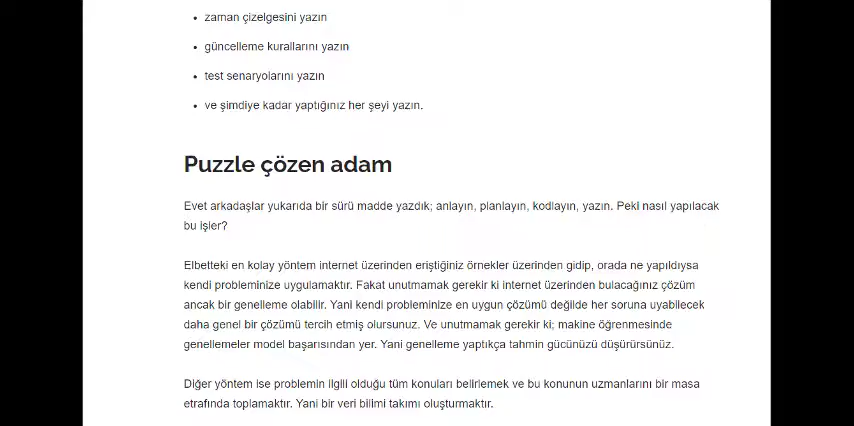 • zaman çizelgesini yazın
• güncelleme kurallarını yazın
• test senaryolarını yazın
• ve şimdiye kadar yaptığınız her şeyi yazın.
Puzzle çözen adam
Evet arkadaşlar yukarıda bir sürü madde yazdık; anlayın, planlayın, kodlayın, yazın. Peki nasıl yapılacak
bu işler?
Elbetteki en kolay yöntem internet üzerinden eriştiğiniz örnekler üzerinden gidip, orada ne yapıldıysa
kendi probleminize uygulamaktır. Fakat unutmamak gerekir ki internet üzerinden bulacağınız çözüm
ancak bir genelleme olabilir. Yani kendi probleminize en uygun çözümü değilde her soruna uyabilecek
daha genel bir çözümü tercih etmiş olursunuz. Ve unutmamak gerekir ki; makine öğrenmesinde
genellemeler model başarısından yer. Yani genelleme yaptıkça tahmin gücünüzü düşürürsünüz.
Diğer yöntem ise problemin ilgili olduğu tüm konuları belirlemek ve bu konunun uzmanlarını bir masa
etrafında toplamaktır. Yani bir veri bilimi takımı oluşturmaktır.